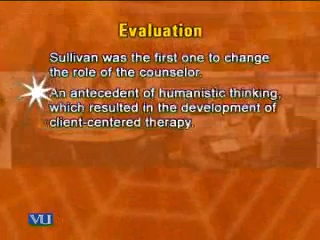 Evaluation
Sullivan was the first one to change
the role of the counselor.
An antecedent of humanistic thinking,
which resulted in the development of
client-centered therapy.
VU